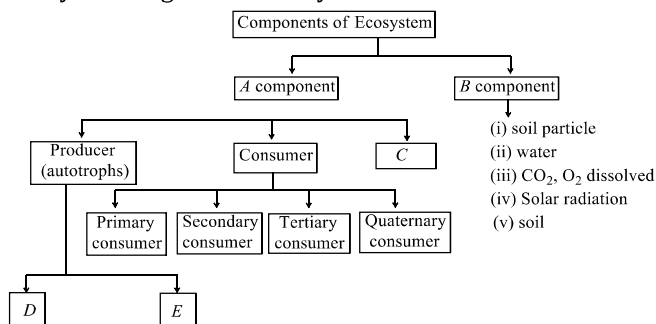 Components of Ecosystem
A component
B component
(i) soil particle
(ii) water
(iii) CO₂, O₂ dissolved
(iv) Solar radiation
(v) soil
Producer
(autotrophs)
Consumer
C
Primary
consumer
Secondary
consumer
Tertiary
consumer
Quaternary
consumer
D
E